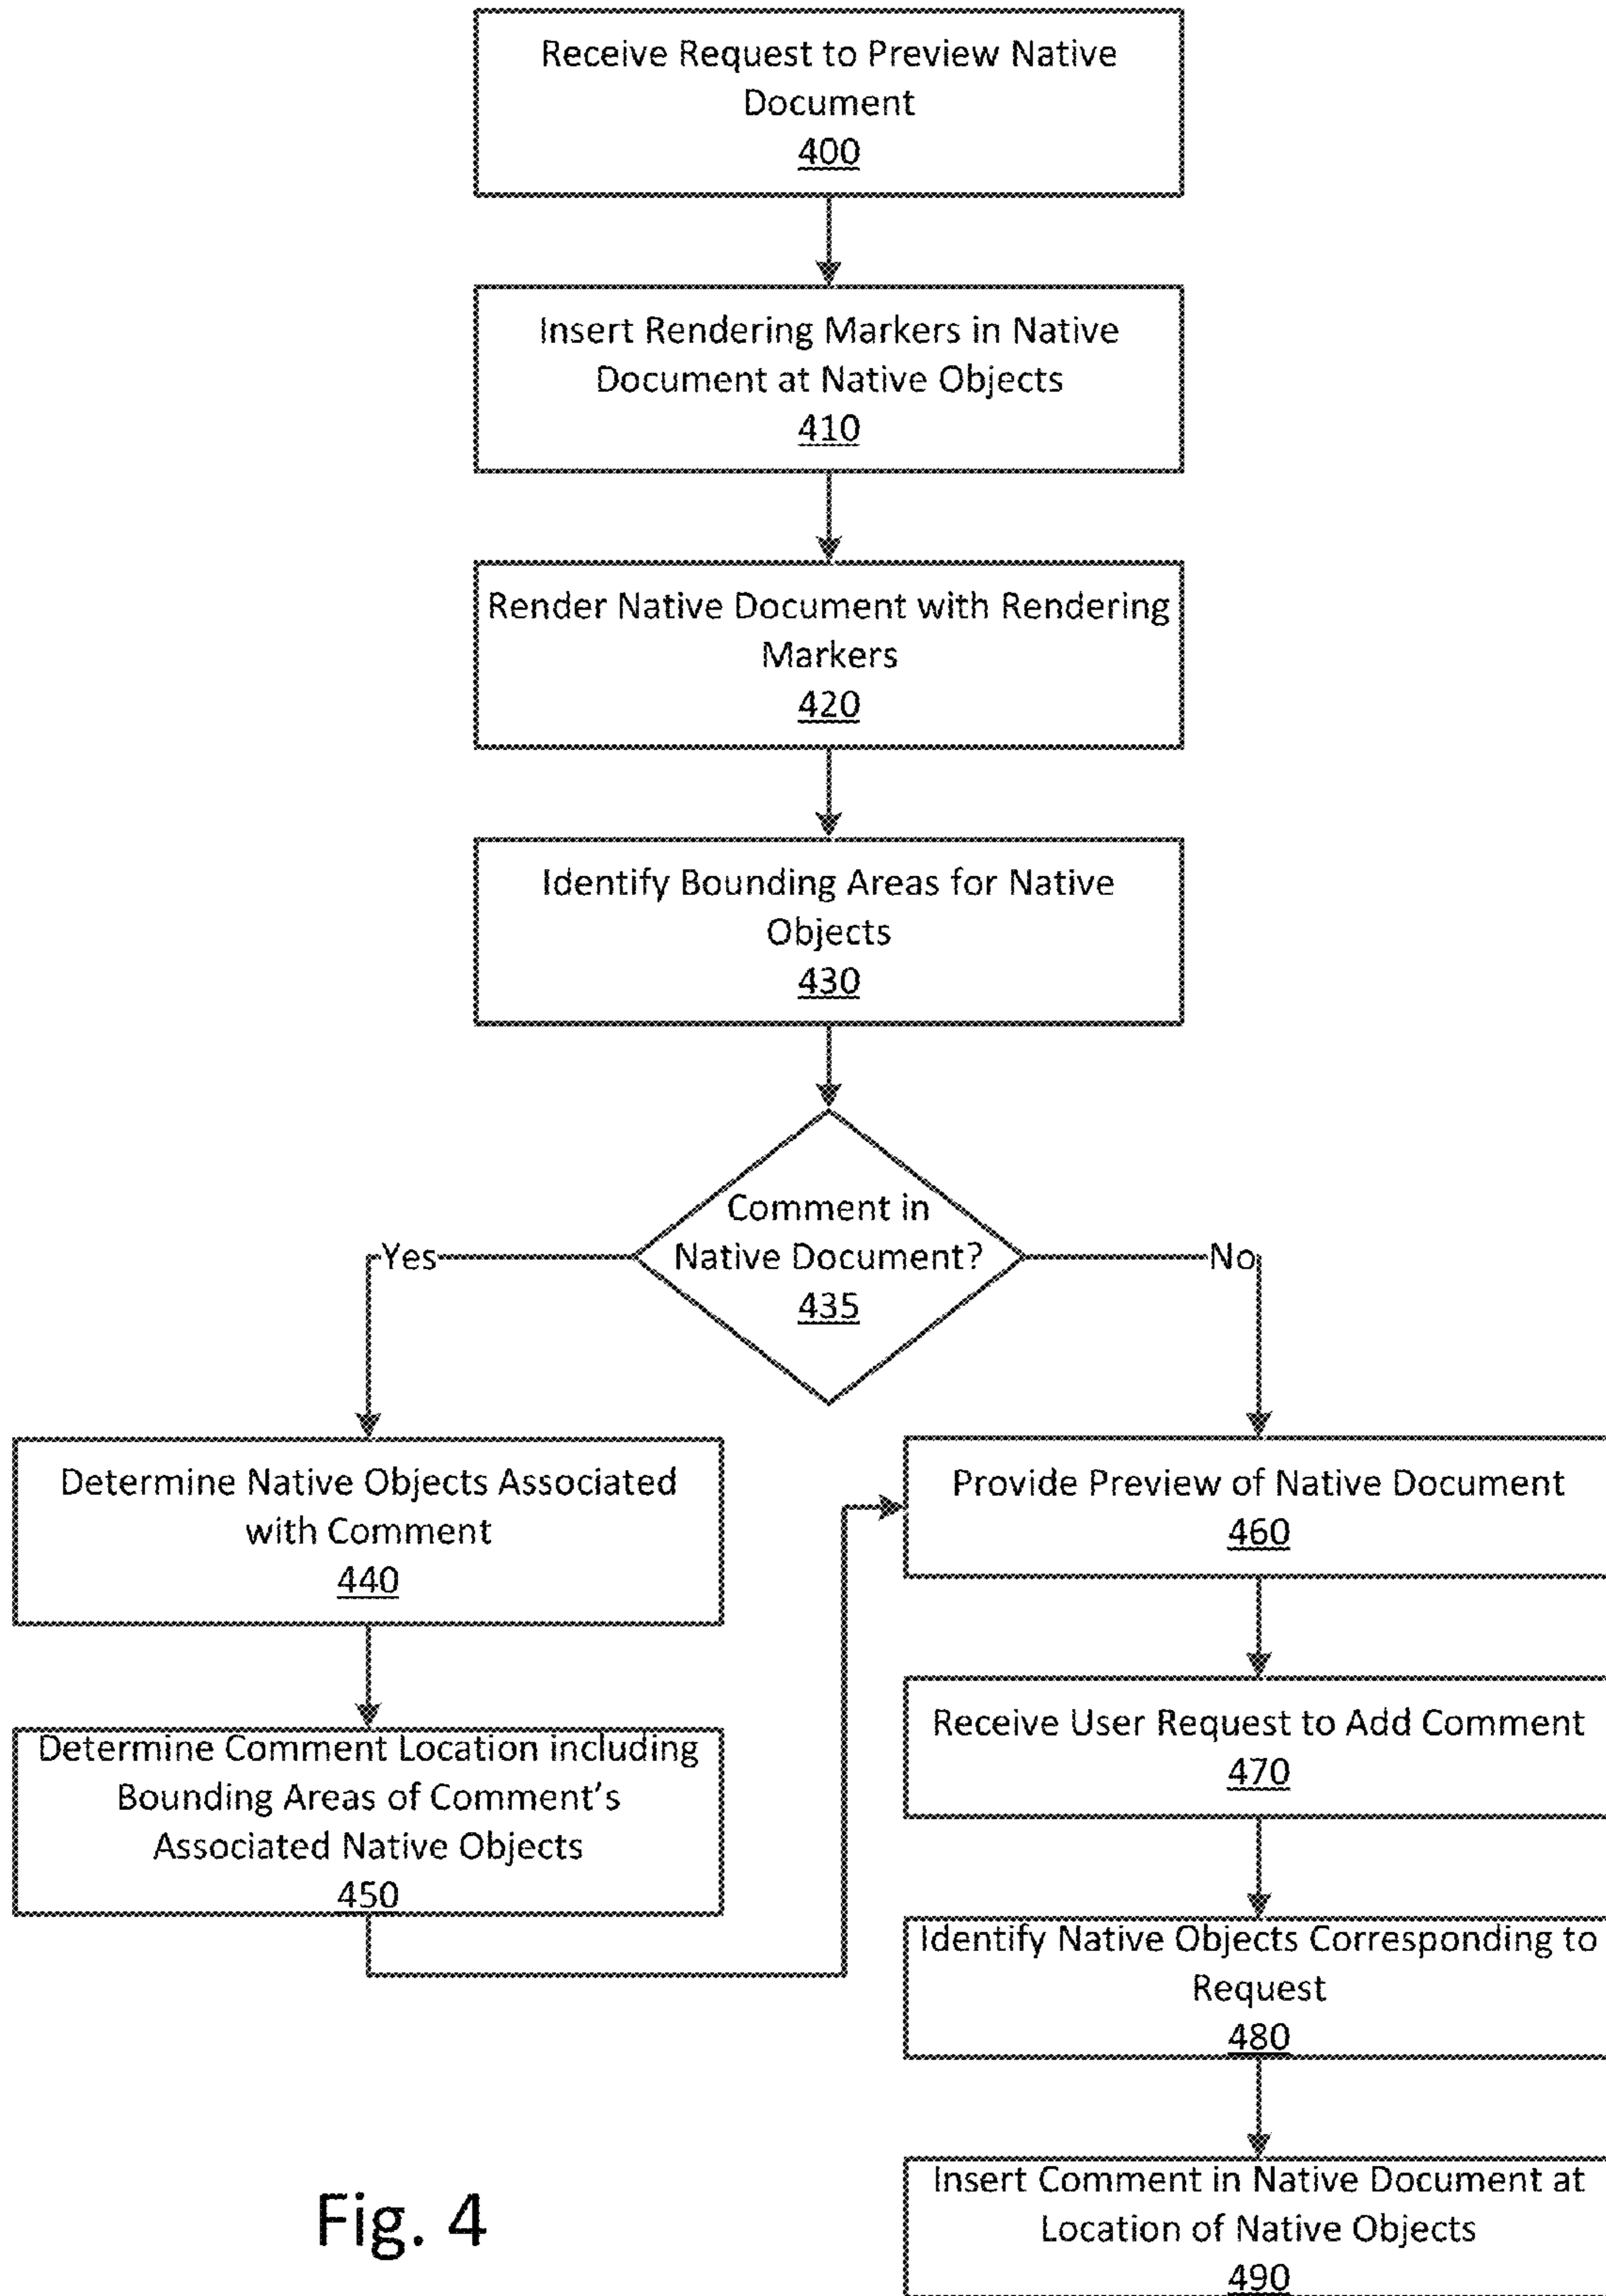 Receive Request to Preview Native
Document
400
Insert Rendering Markers in Native
Document at Native Objects
410
Render Native Document with Rendering
Markers
420
Identify Bounding Areas for Native
Objects
430
Comment in
Native Document?
435
Yes
No
Determine Native Objects Associated
with Comment
440
Determine Comment Location including
Bounding Areas of Comment's
Associated Native Objects
450
Provide Preview of Native Document
460
Receive User Request to Add Comment
470
Identify Native Objects Corresponding to
Request
480
Insert Comment in Native Document at
Location of Native Objects
490
Fig. 4